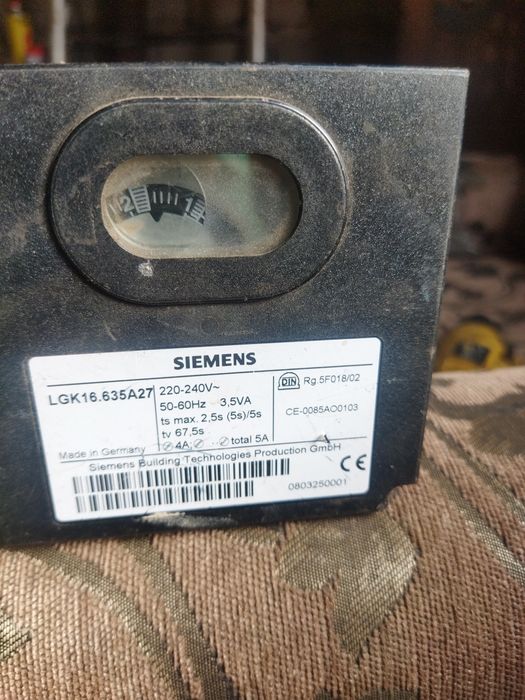 2 1
SIEMENS
LGK16.635A27
220-240V~
50-60Hz 3,5VA
ts max. 2,5s (5s)/5s
tv 67,5s
4A; total 5A
DIN Rg.5F018/02
CE-0085AO0103
Made in Germany
Siemens Building Technologies Production GmbH
0803250001
CE